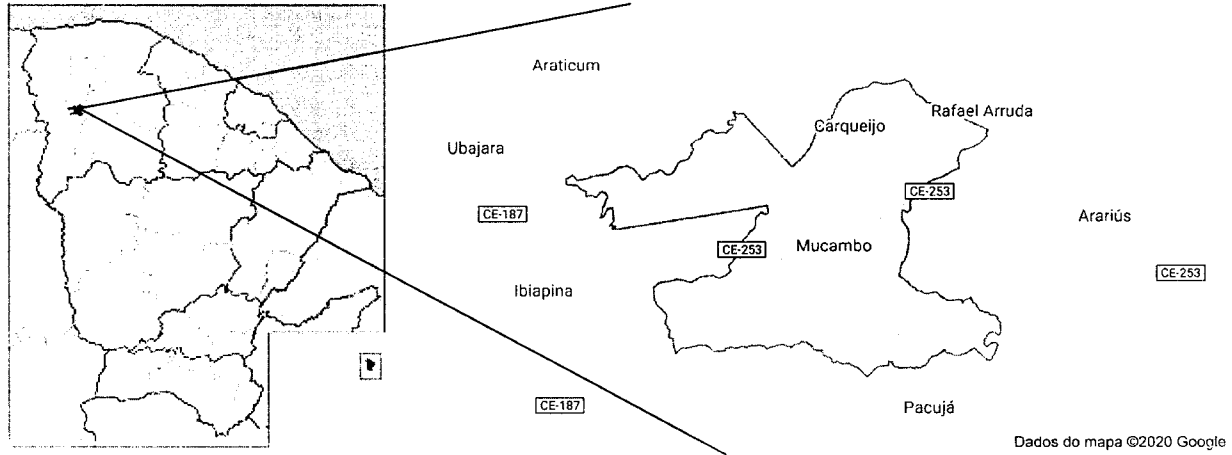 Araticum
Rafael Arruda
Carqueijo
Ubajara
CE-253
CE-187
Arariús
Mucambo
CE-253
CE-253
Ibiapina
CE-187
Pacujá
Dados do mapa ©2020 Google